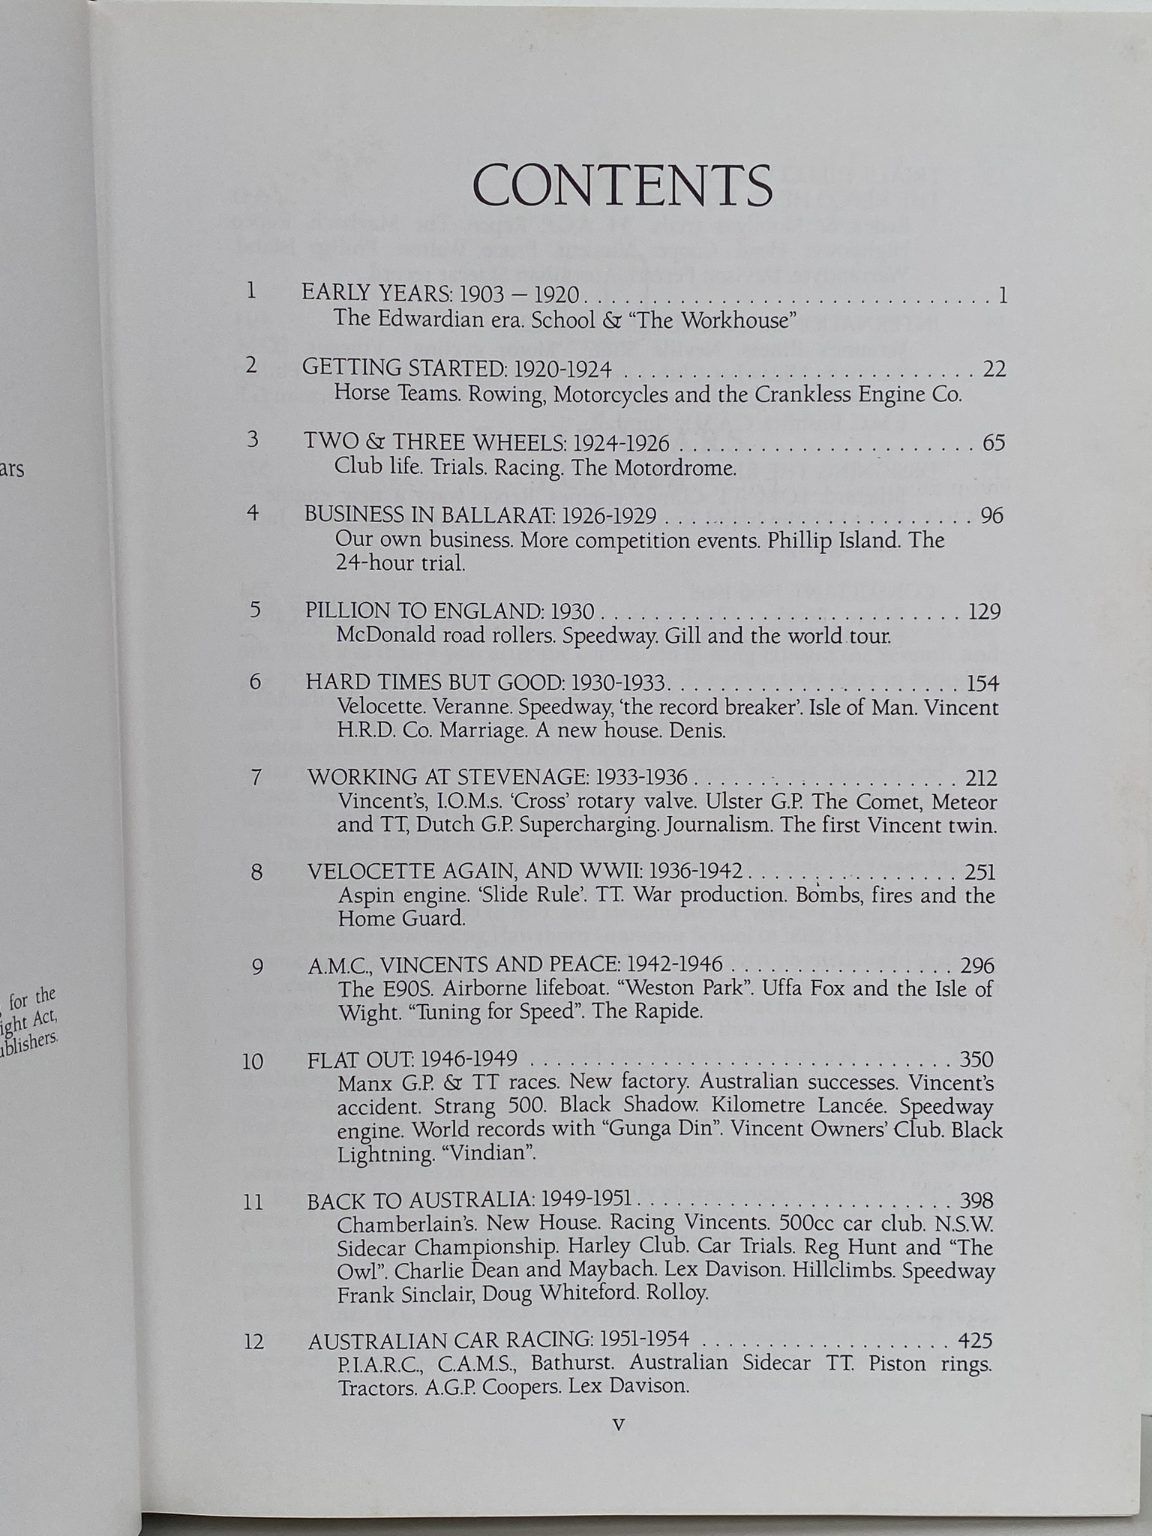 ars
for the
ight Act,
ublishers.
CONTENTS
1 EARLY YEARS: 1903 – 1920. . . . . . . . . . . . . . . . . . . . . . . . . . . . . . . 1
The Edwardian era. School & “The Workhouse”
2 GETTING STARTED: 1920-1924 . . . . . . . . . . . . . . . . . . . . . . . . . . . 22
Horse Teams. Rowing, Motorcycles and the Crankless Engine Co.
3 TWO & THREE WHEELS: 1924-1926 . . . . . . . . . . . . . . . . . . . . . . . 65
Club life. Trials. Racing. The Motordrome.
4 BUSINESS IN BALLARAT: 1926-1929 . . . . . . . . . . . . . . . . . . . . . . . . 96
Our own business. More competition events. Phillip Island. The
24-hour trial.
5 PILLION TO ENGLAND: 1930 . . . . . . . . . . . . . . . . . . . . . . . . . . . . 129
McDonald road rollers. Speedway. Gill and the world tour.
6 HARD TIMES BUT GOOD: 1930-1933. . . . . . . . . . . . . . . . . . . . . . . 154
Velocette. Veranne. Speedway, ‘the record breaker’. Isle of Man. Vincent
H.R.D. Co. Marriage. A new house. Denis.
7 WORKING AT STEVENAGE: 1933-1936 . . . . . . . . . . . . . . . . . . . . . 212
Vincent’s, I.O.M.s. ‘Cross’ rotary valve. Ulster G.P. The Comet, Meteor
and TT, Dutch G.P. Supercharging. Journalism. The first Vincent twin.
8 VELOCETTE AGAIN, AND WWII: 1936-1942 . . . . . . . . . . . . . . . . . 251
Aspin engine. ‘Slide Rule’. TT. War production. Bombs, fires and the
Home Guard.
9 A.M.C., VINCENTS AND PEACE: 1942-1946 . . . . . . . . . . . . . . . . . . 296
The E90S. Airborne lifeboat. “Weston Park”. Uffa Fox and the Isle of
Wight. “Tuning for Speed”. The Rapide.
10 FLAT OUT: 1946-1949 . . . . . . . . . . . . . . . . . . . . . . . . . . . . . . . . . 350
Manx G.P. & TT races. New factory. Australian successes. Vincent’s
accident. Strang 500. Black Shadow. Kilometre Lancée. Speedway
engine. World records with “Gunga Din”. Vincent Owners’ Club. Black
Lightning. “Vindian”.
11 BACK TO AUSTRALIA: 1949-1951 . . . . . . . . . . . . . . . . . . . . . . . . . 398
Chamberlain’s. New House. Racing Vincents. 500cc car club. N.S.W.
Sidecar Championship. Harley Club. Car Trials. Reg Hunt and “The
Owl”. Charlie Dean and Maybach. Lex Davison. Hillclimbs. Speedway
Frank Sinclair, Doug Whiteford. Rolloy.
12 AUSTRALIAN CAR RACING: 1951-1954 . . . . . . . . . . . . . . . . . . . . 425
P.I.A.R.C., C.A.M.S., Bathurst. Australian Sidecar TT. Piston rings.
Tractors. A.G.P. Coopers. Lex Davison.
v